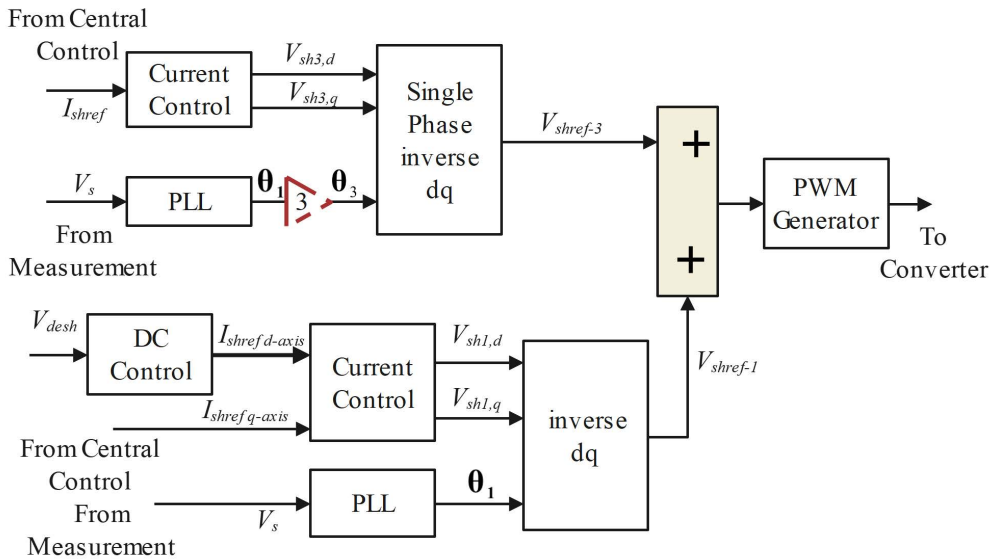 From Central
Control
I_shref
Current
Control
V_sh3,d
V_sh3,q
Single
Phase
inverse
dq
V_s
From
Measurement
PLL
θ_1
3
θ_3
V_shref-3
+
+
PWM
Generator
To
Converter
V_desh
DC
Control
I_shref d-axis
I_shref q-axis
From Central
Control
Current
Control
V_sh1,d
V_sh1,q
inverse
dq
V_shref-1
From
Measurement
V_s
PLL
θ_1